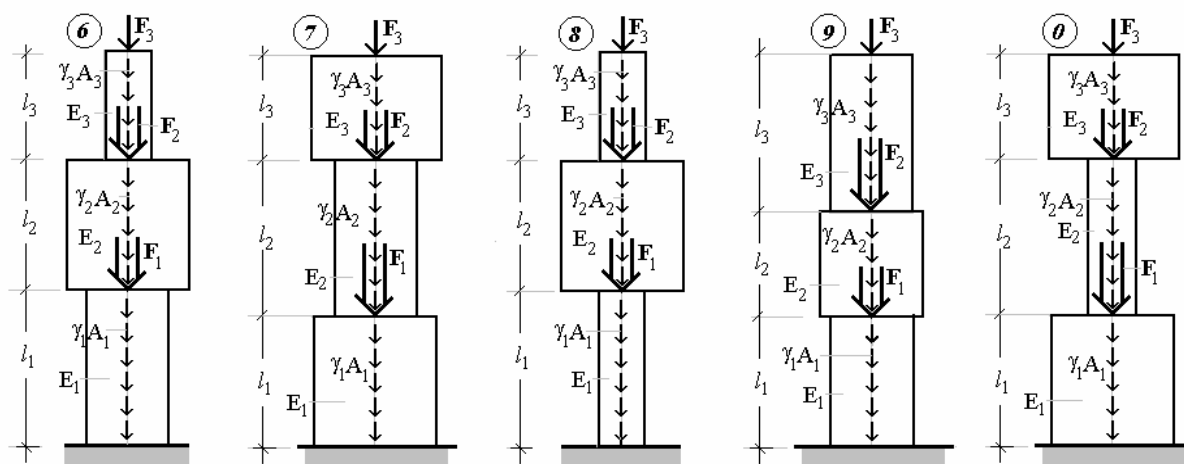 6
F₃
γ₃A₃
l₃
E₃
F₂
γ₂A₂
l₂
E₂
F₁
γ₁A₁
l₁
E₁
7
F₃
γ₃A₃
l₃
E₃
F₂
γ₂A₂
l₂
F₁
E₂
γ₁A₁
l₁
E₁
8
F₃
γ₃A₃
l₃
E₃
F₂
γ₂A₂
l₂
E₂
F₁
γ₁A₁
l₁
E₁
9
F₃
γ₃A₃
l₃
F₂
E₃
γ₂A₂
l₂
F₁
E₂
γ₁A₁
l₁
E₁
0
F₃
γ₃A₃
l₃
E₃
F₂
γ₂A₂
l₂
E₂
F₁
γ₁A₁
l₁
E₁